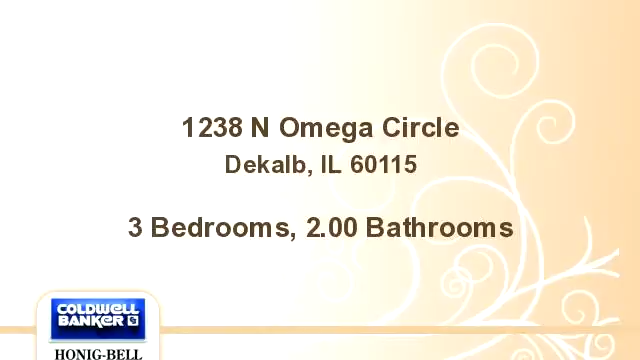 1238 N Omega Circle
Dekalb, IL 60115
3 Bedrooms, 2.00 Bathrooms
COLDWELL
BANKER
HONIG-BELL